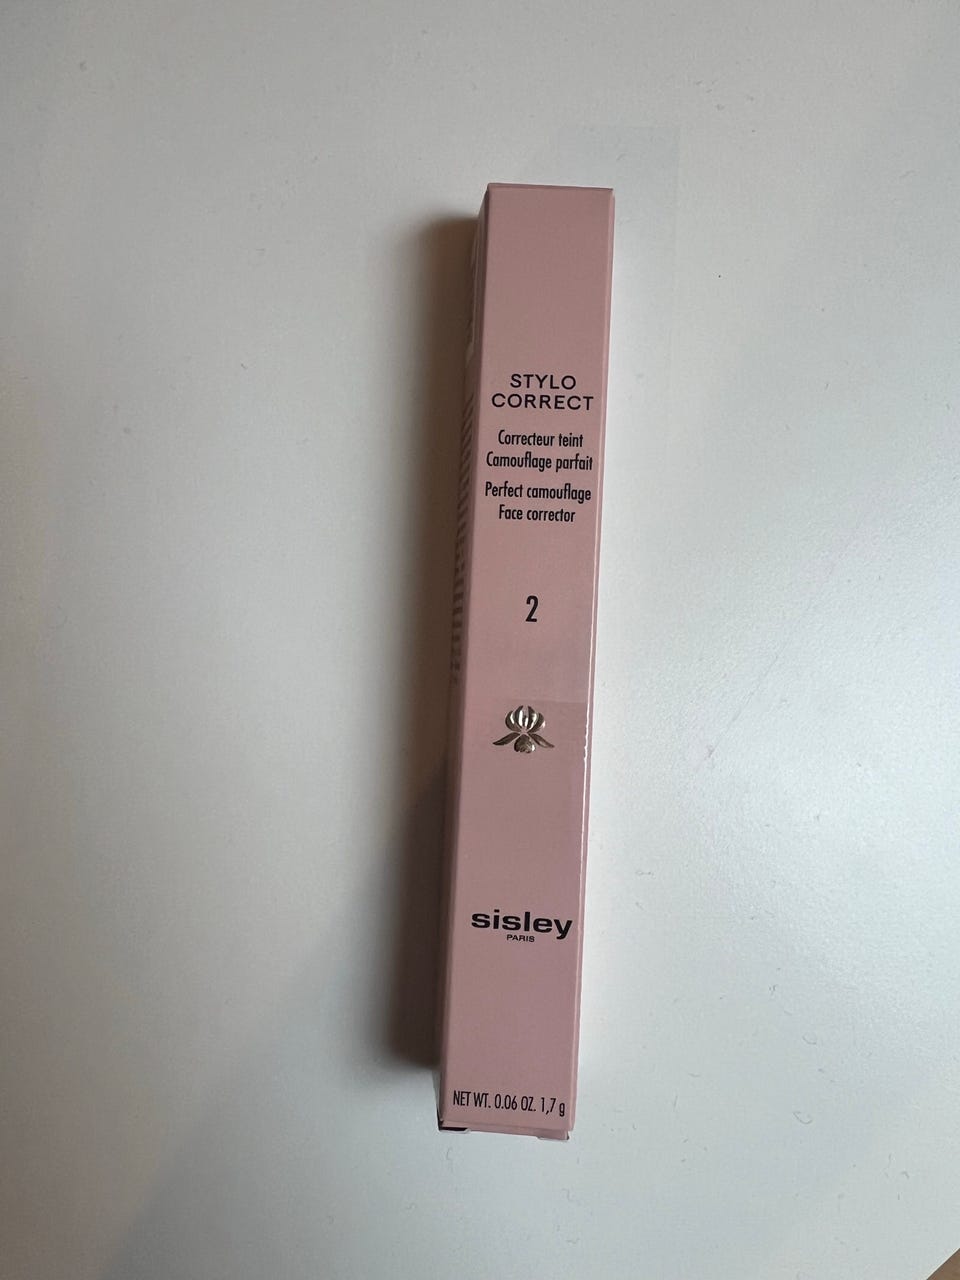 STYLO
CORRECT
Correcteur teint
Camouflage parfait
Perfect camouflage
Face corrector
2
sisley
PARIS
NET WT. 0.06 OZ. 1,7 g